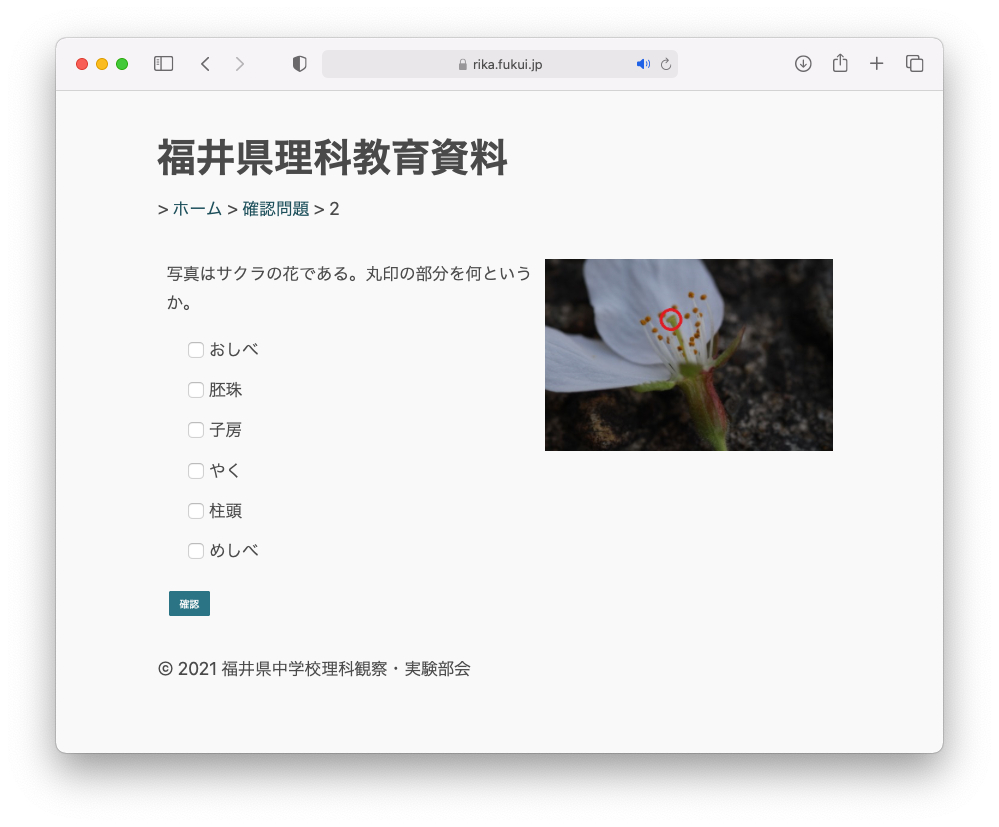 rika.fukui.jp
福井県理科教育資料
> ホーム > 確認問題 > 2
写真はサクラの花である。丸印の部分を何という
か。
おしべ
胚珠
子房
やく
柱頭
めしべ
確認
© 2021 福井県中学校理科観察・実験部会